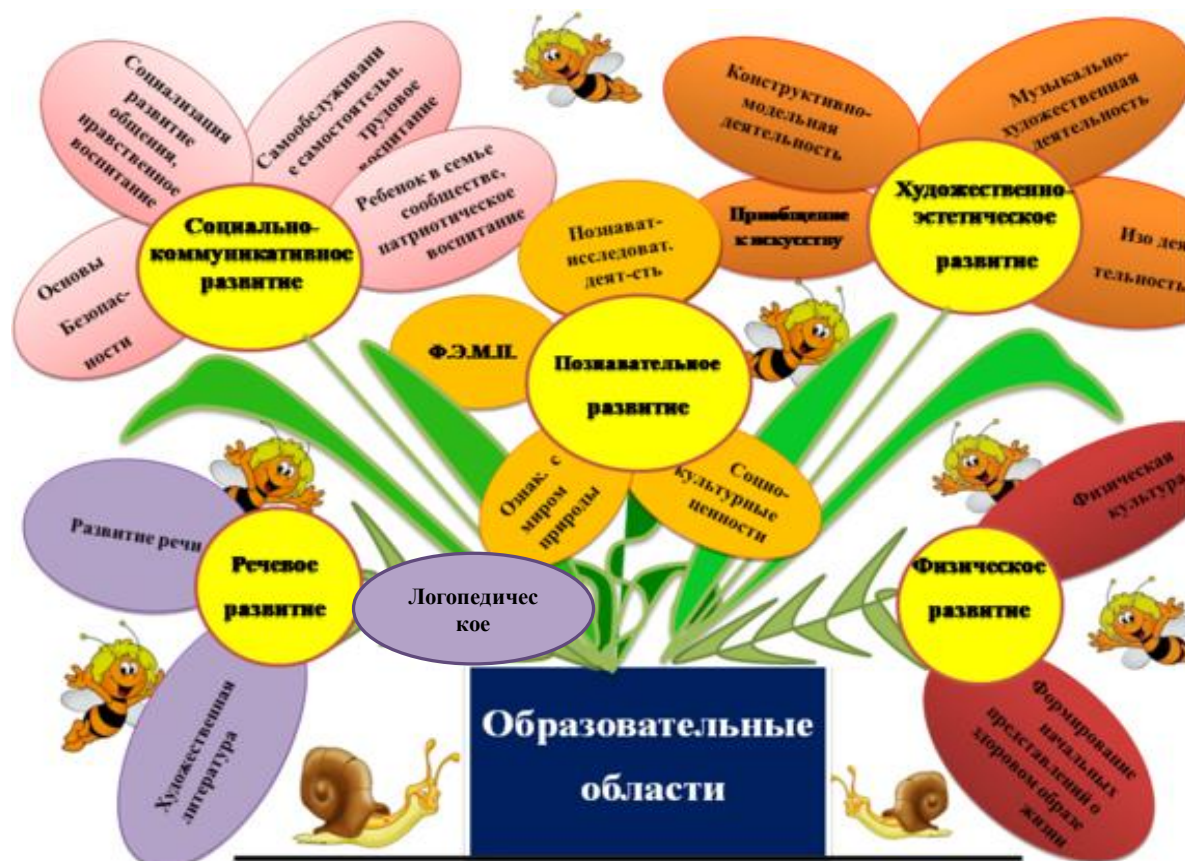 Социализация
развитие
общения,
нравственное
воспитание
Самообслуживани
е самостоятельн.
трудовое
воспитание
Ребенок в семье
сообществе,
патриотическое
воспитание
Основы
Безопас-
ности
Социально-
коммуникативное
развитие
Конструктивно-
модельная
деятельность
Музыкально-
художественная
деятельность
Приобщение
к искусству
Изо дея
тельность
Художественно-
эстетическое
развитие
Познават-
исследоват.
деят-сть
Ф.Э.М.П.
Познавательное
развитие
Ознак. с
миром
природы
Социо-
культурные
ценности
Развитие речи
Речевое
развитие
Логопедичес
кое
Художественная
литература
Физическая
культура
Физическое
развитие
Формирование
начальных
представлений о
здоровом образе
жизни
Образовательные
области